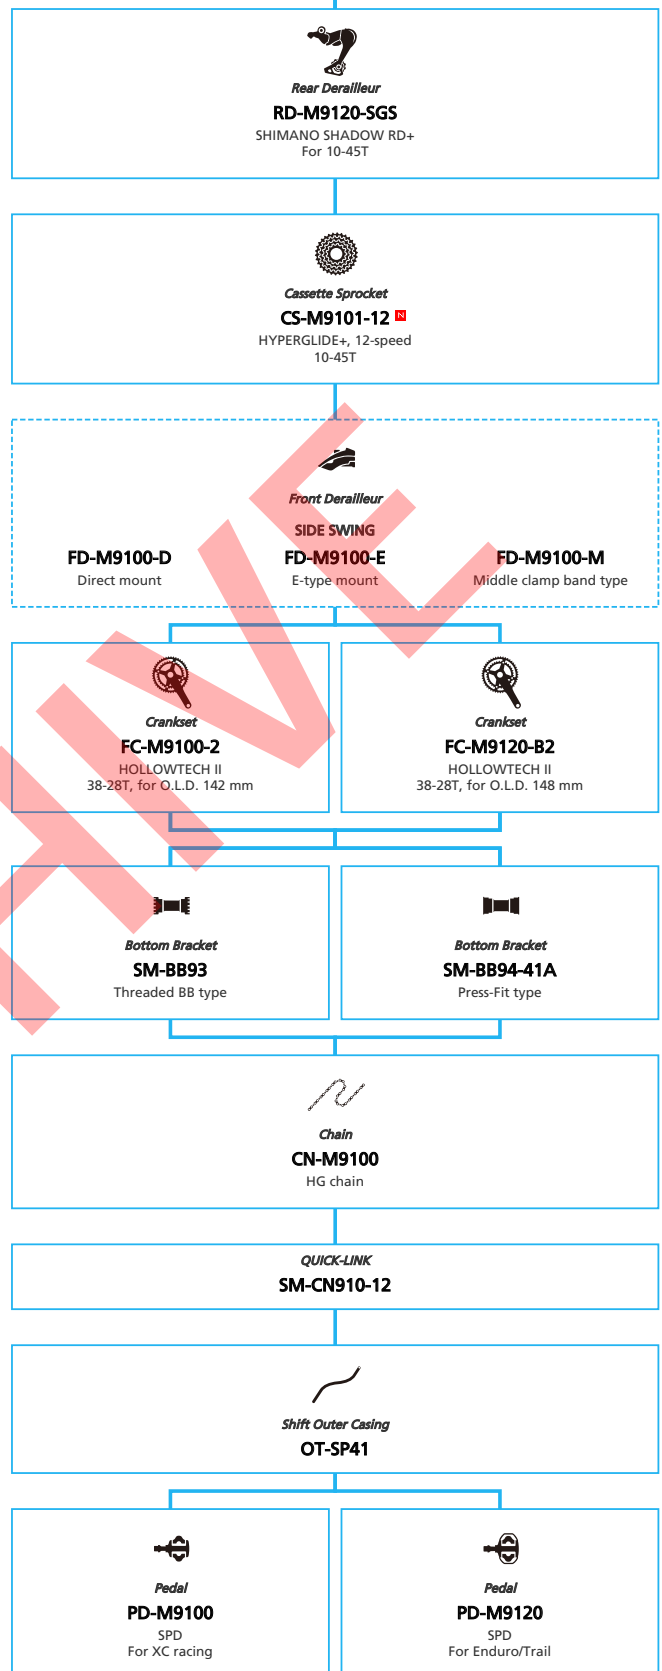 Rear Derailleur
RD-M9120-SGS
SHIMANO SHADOW RD+
For 10-45T
Cassette Sprocket
CS-M9101-12 N
HYPERGLIDE+, 12-speed
10-45T
Front Derailleur
SIDE SWING
FD-M9100-D
Direct mount
FD-M9100-E
E-type mount
FD-M9100-M
Middle clamp band type
Crankset
FC-M9100-2
HOLLOWTECH II
38-28T, for O.L.D. 142 mm
Crankset
FC-M9120-B2
HOLLOWTECH II
38-28T, for O.L.D. 148 mm
Bottom Bracket
SM-BB93
Threaded BB type
Bottom Bracket
SM-BB94-41A
Press-Fit type
Chain
CN-M9100
HG chain
QUICK-LINK
SM-CN910-12
Shift Outer Casing
OT-SP41
Pedal
PD-M9100
SPD
For XC racing
Pedal
PD-M9120
SPD
For Enduro/Trail
HIVE